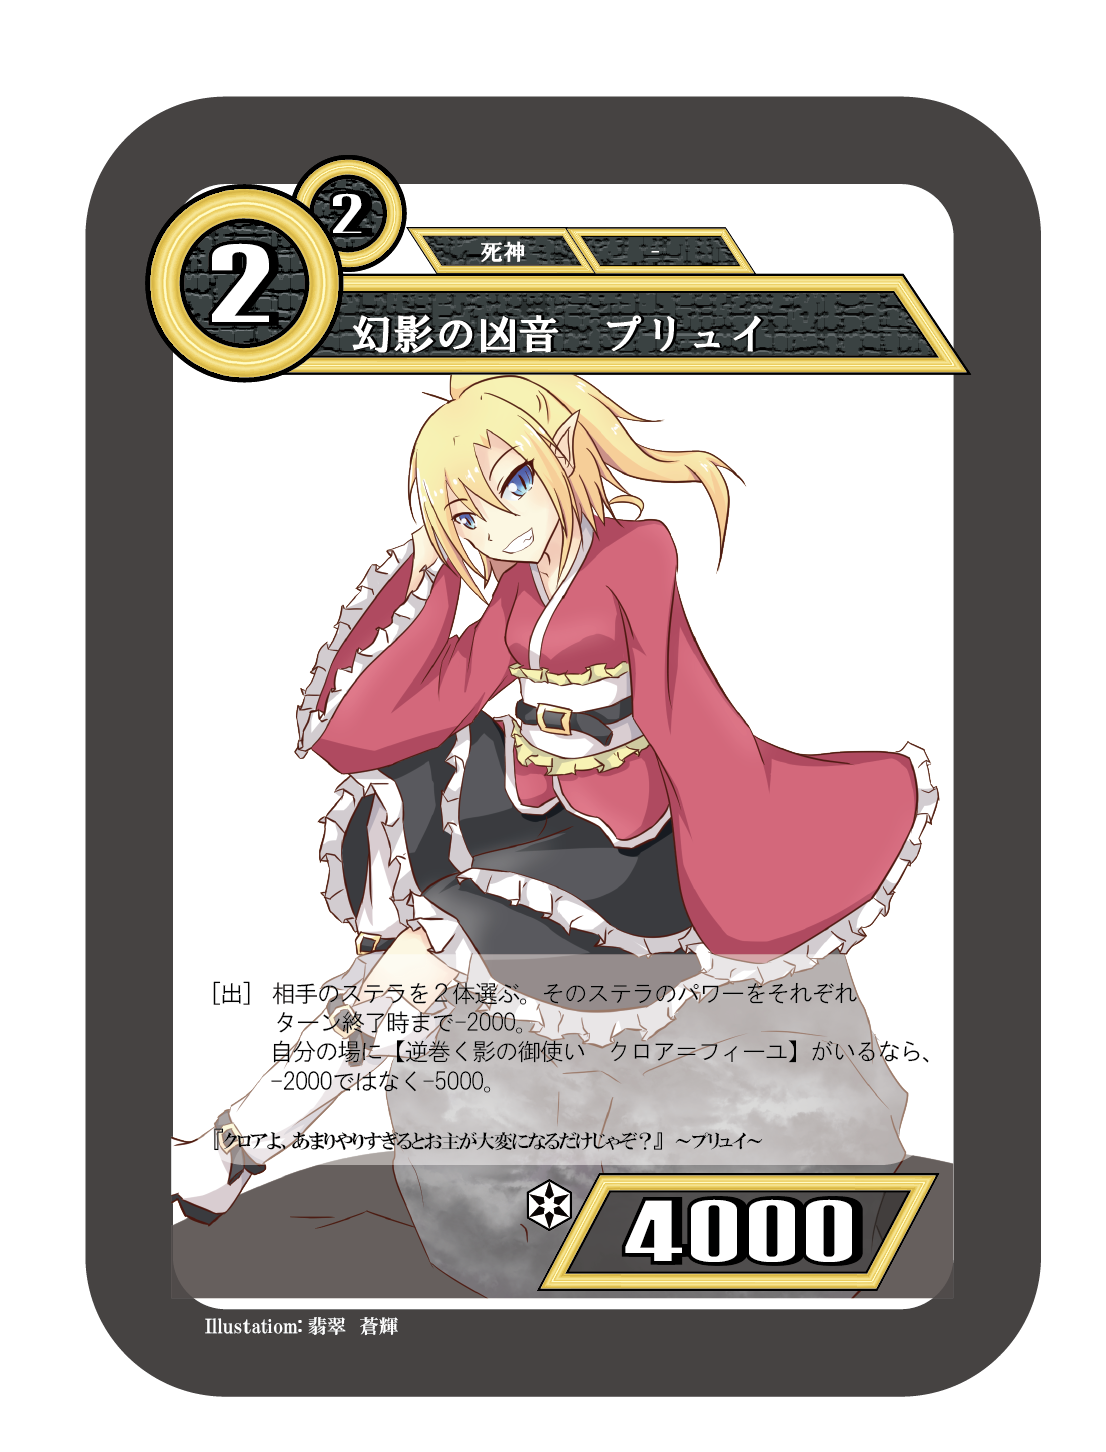 2
2
死神
-
幻影の凶音　プリュイ
［出］　相手のステラを２体選ぶ。そのステラのパワーをそれぞれ
ターン終了時まで-2000。
自分の場に【逆巻く影の御使い　クロア＝フィーユ】がいるなら、
-2000ではなく-5000。
『クロアよ、あまりやりすぎるとお主が大変になるだけじゃぞ？』～プリュイ～
4000
Illustatiom: 翡翠　蒼輝